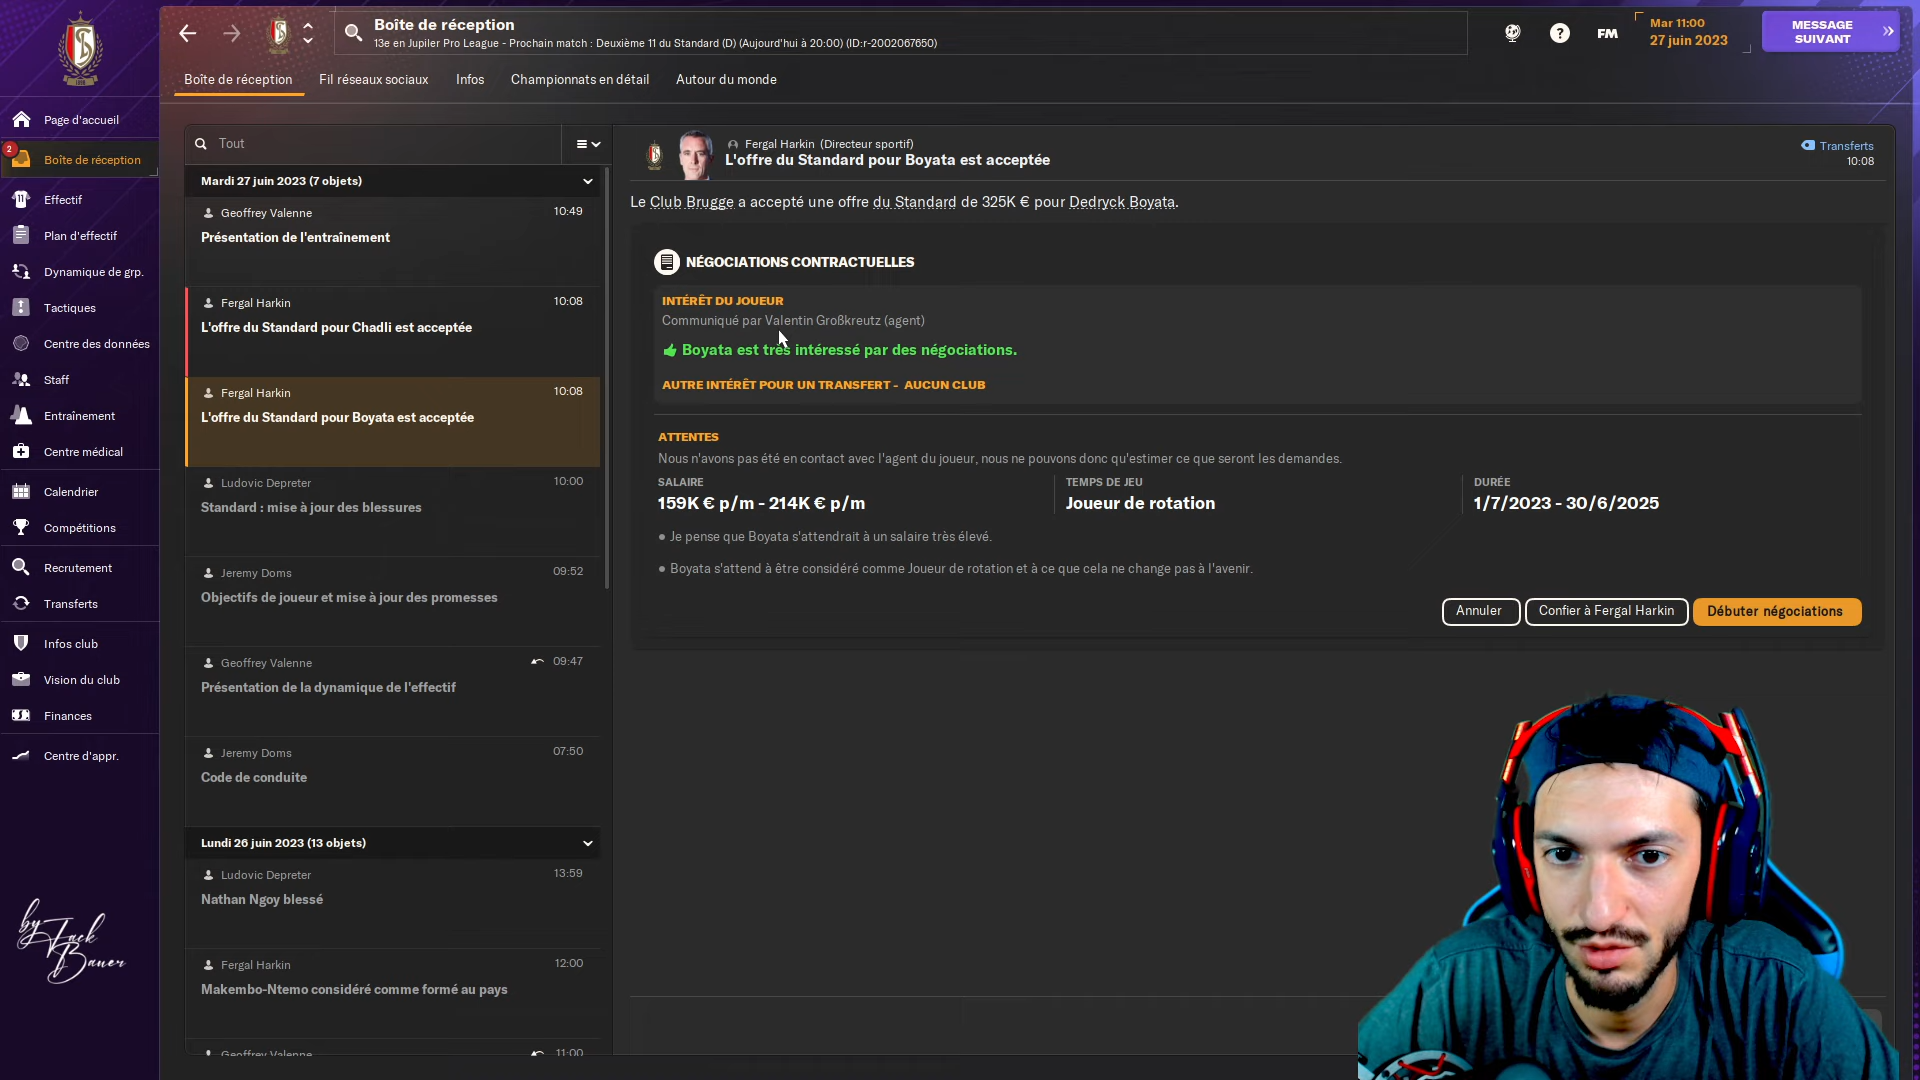 Boîte de réception
13e en Jupiler Pro League - Prochain match : Deuxième 11 du Standard (D) (Aujourd'hui à 20:00) (ID:r-2002067650)
FM
Mar 11:00
27 juin 2023
MESSAGE
SUIVANT
Boîte de réception
Fil réseaux sociaux
Infos
Championnats en détail
Autour du monde
Page d'accueil
2
Boîte de réception
Effectif
Plan d'effectif
Dynamique de grp.
Tactiques
Centre des données
Staff
Entraînement
Centre médical
Calendrier
Compétitions
Recrutement
Transferts
Infos club
Vision du club
Finances
Centre d'appr.
by Jack
Bauer
Tout
Mardi 27 juin 2023 (7 objets)
Geoffrey Valenne 10:49
Présentation de l'entraînement
Fergal Harkin 10:08
L'offre du Standard pour Chadli est acceptée
Fergal Harkin 10:08
L'offre du Standard pour Boyata est acceptée
Ludovic Depreter 10:00
Standard : mise à jour des blessures
Jeremy Doms 09:52
Objectifs de joueur et mise à jour des promesses
Geoffrey Valenne 09:47
Présentation de la dynamique de l'effectif
Jeremy Doms 07:50
Code de conduite
Lundi 26 juin 2023 (13 objets)
Ludovic Depreter 13:59
Nathan Ngoy blessé
Fergal Harkin 12:00
Makembo-Ntemo considéré comme formé au pays
Geoffrey Valenne 11:00
Fergal Harkin (Directeur sportif)
L'offre du Standard pour Boyata est acceptée
Transferts
10:08
Le Club Brugge a accepté une offre du Standard de 325K € pour Dedryck Boyata.
NÉGOCIATIONS CONTRACTUELLES
INTÉRÊT DU JOUEUR
Communiqué par Valentin Großkreutz (agent)
Boyata est très intéressé par des négociations.
AUTRE INTÉRÊT POUR UN TRANSFERT - AUCUN CLUB
ATTENTES
Nous n'avons pas été en contact avec l'agent du joueur, nous ne pouvons donc qu'estimer ce que seront les demandes.
SALAIRE
159K € p/m - 214K € p/m
TEMPS DE JEU
Joueur de rotation
DURÉE
1/7/2023 - 30/6/2025
Je pense que Boyata s'attendrait à un salaire très élevé.
Boyata s'attend à être considéré comme Joueur de rotation et à ce que cela ne change pas à l'avenir.
Annuler
Confier à Fergal Harkin
Débuter négociations